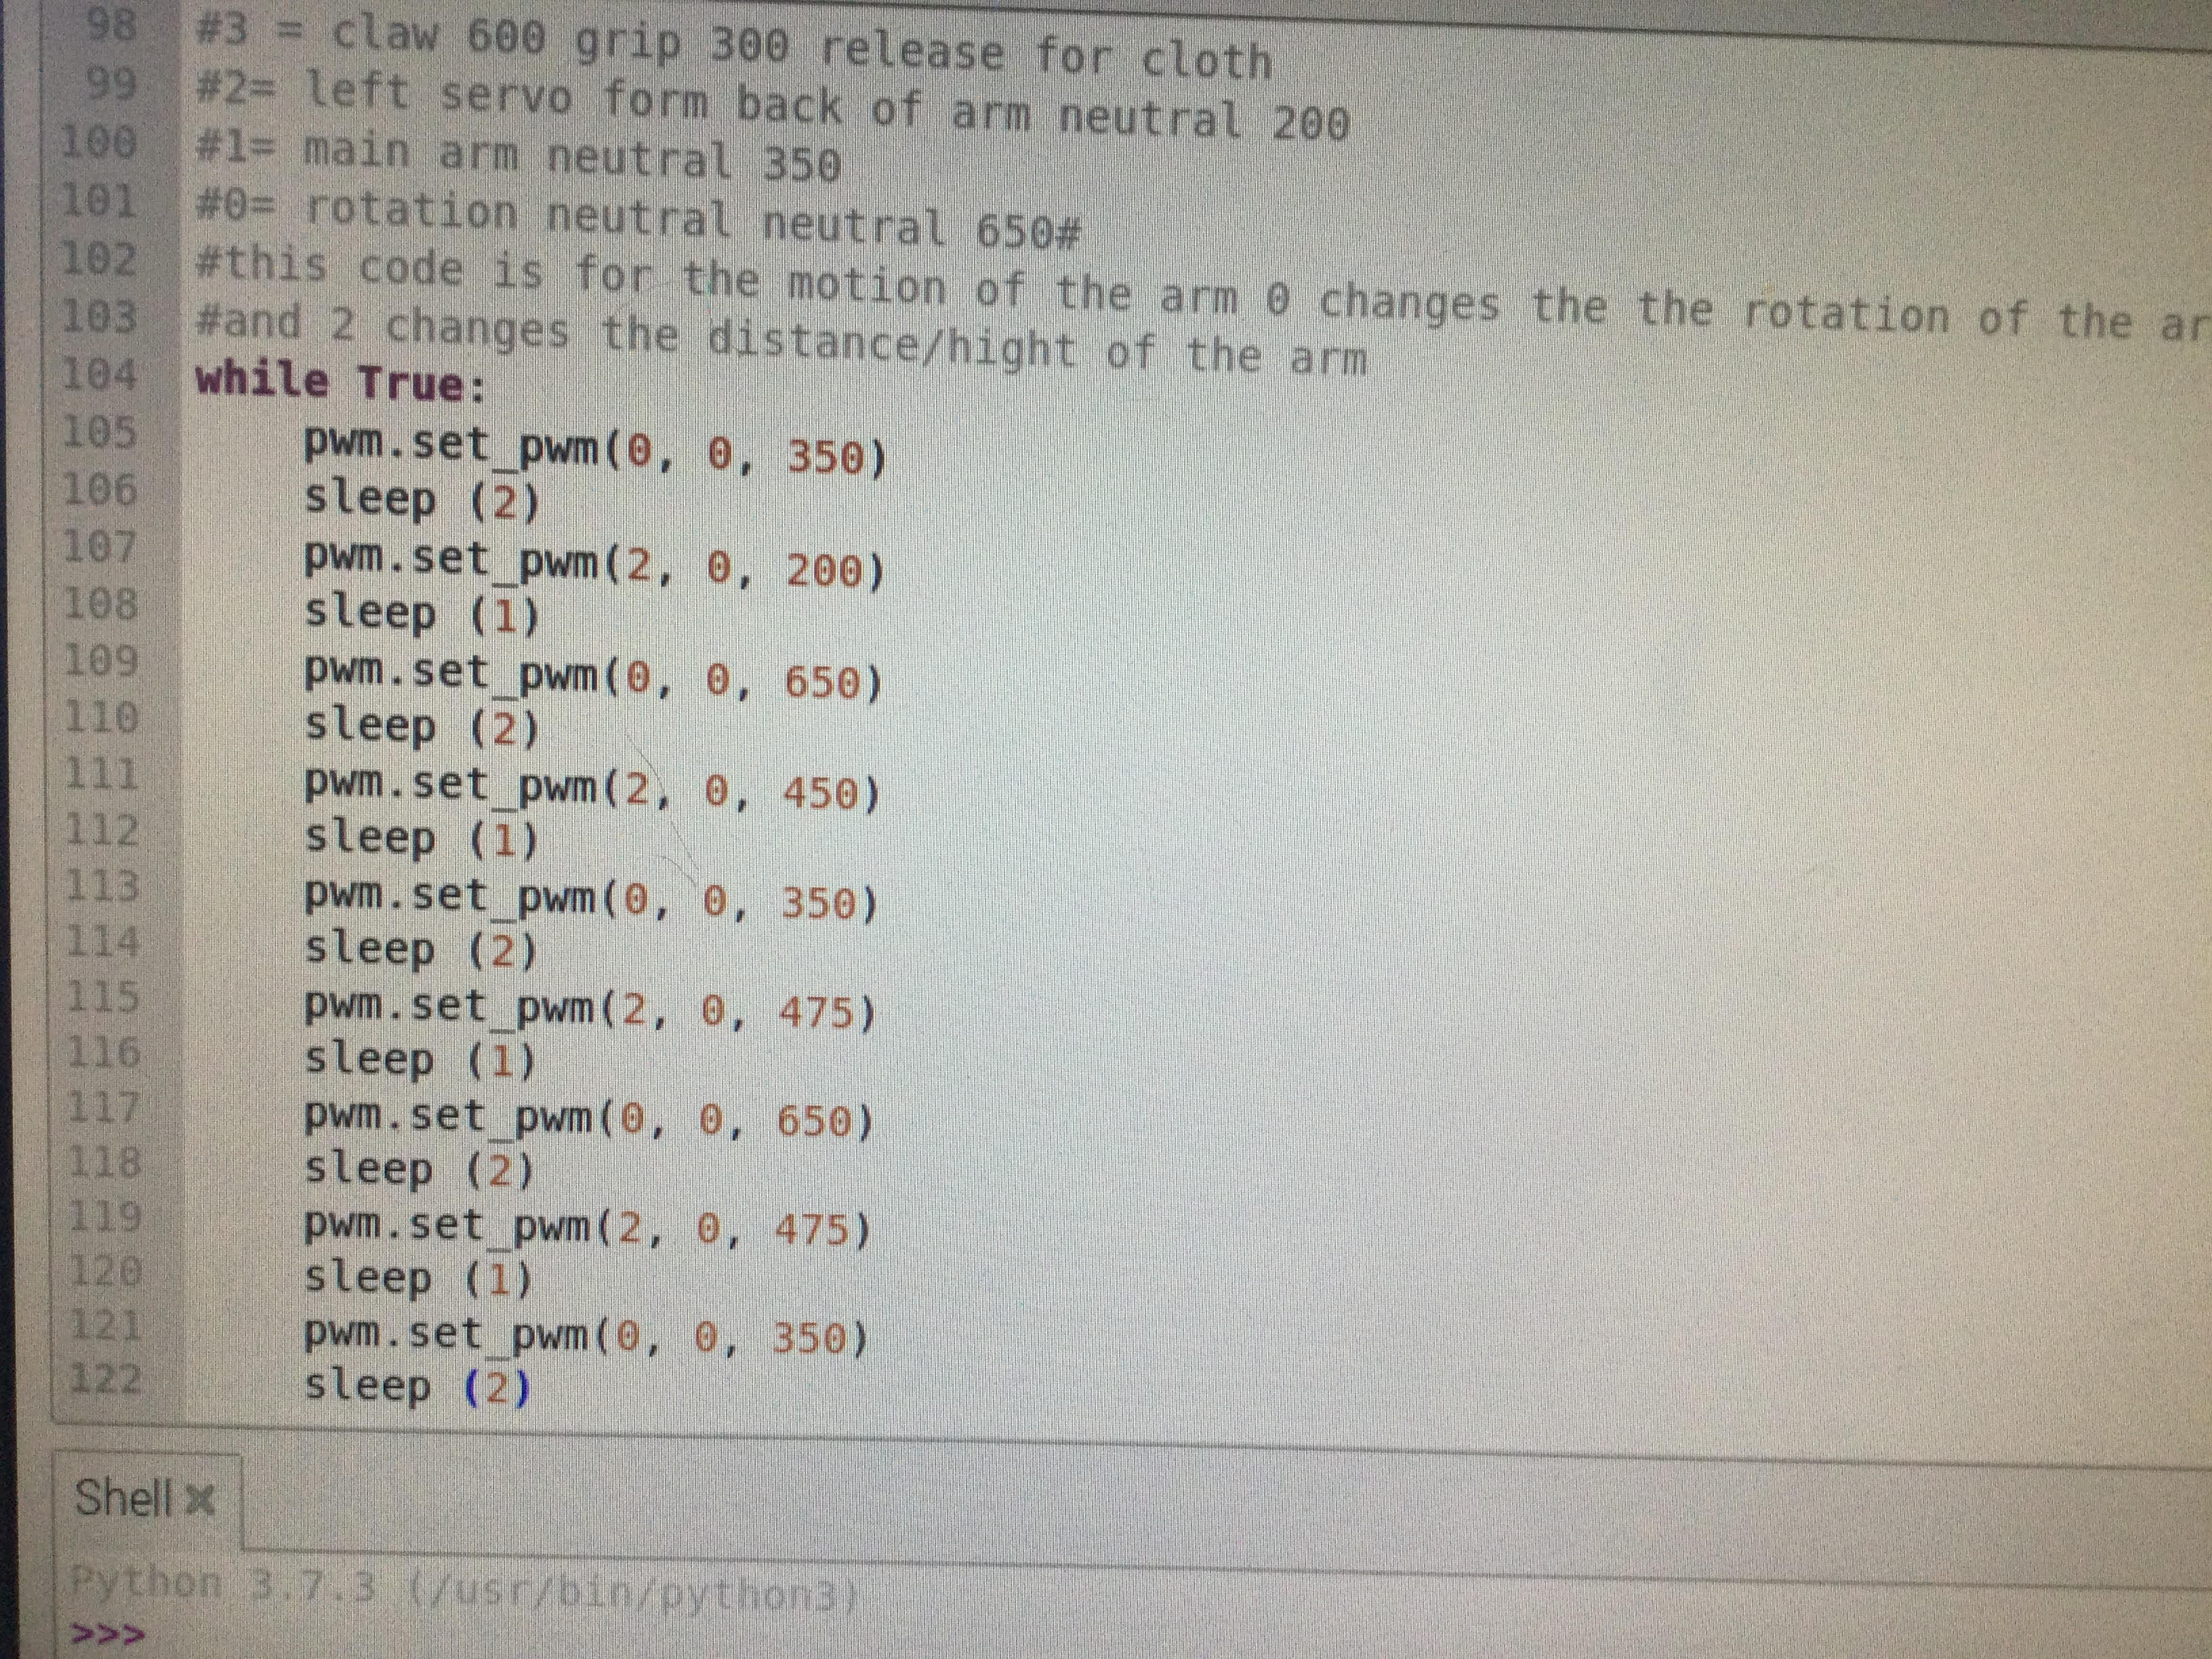 98 #3 = claw 600 grip 300 release for cloth
99 #2= left servo form back of arm neutral 200
100 #1= main arm neutral 350
101 #0= rotation neutral neutral 650#
102 #this code is for the motion of the arm 0 changes the the rotation of the ar
103 #and 2 changes the distance/hight of the arm
104 while True:
105 pwm.set_pwm(0, 0, 350)
106 sleep (2)
107 pwm.set_pwm(2, 0, 200)
108 sleep (1)
109 pwm.set_pwm(0, 0, 650)
110 sleep (2)
111 pwm.set_pwm(2, 0, 450)
112 sleep (1)
113 pwm.set_pwm(0, 0, 350)
114 sleep (2)
115 pwm.set_pwm(2, 0, 475)
116 sleep (1)
117 pwm.set_pwm(0, 0, 650)
118 sleep (2)
119 pwm.set_pwm(2, 0, 475)
120 sleep (1)
121 pwm.set_pwm(0, 0, 350)
122 sleep (2)
Shell ×
Python 3.7.3 (/usr/bin/python3)
>>>